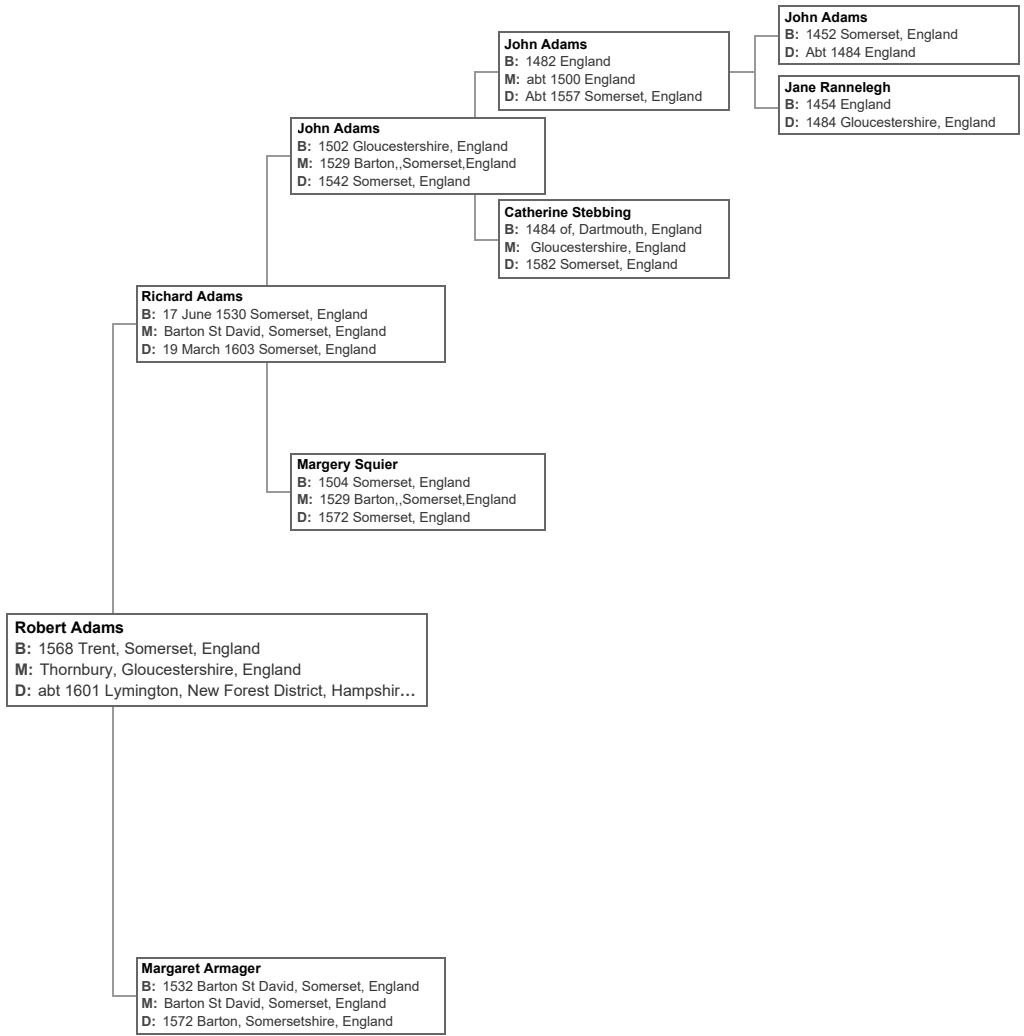 John Adams
B: 1452 Somerset, England
D: Abt 1484 England
John Adams
B: 1482 England
M: abt 1500 England
D: Abt 1557 Somerset, England
Jane Rannelegh
B: 1454 England
D: 1484 Gloucestershire, England
John Adams
B: 1502 Gloucestershire, England
M: 1529 Barton,,Somerset,England
D: 1542 Somerset, England
Catherine Stebbing
B: 1484 of, Dartmouth, England
M: Gloucestershire, England
D: 1582 Somerset, England
Richard Adams
B: 17 June 1530 Somerset, England
M: Barton St David, Somerset, England
D: 19 March 1603 Somerset, England
Margery Squier
B: 1504 Somerset, England
M: 1529 Barton,,Somerset,England
D: 1572 Somerset, England
Robert Adams
B: 1568 Trent, Somerset, England
M: Thornbury, Gloucestershire, England
D: abt 1601 Lymington, New Forest District, Hampshir...
Margaret Armager
B: 1532 Barton St David, Somerset, England
M: Barton St David, Somerset, England
D: 1572 Barton, Somersetshire, England